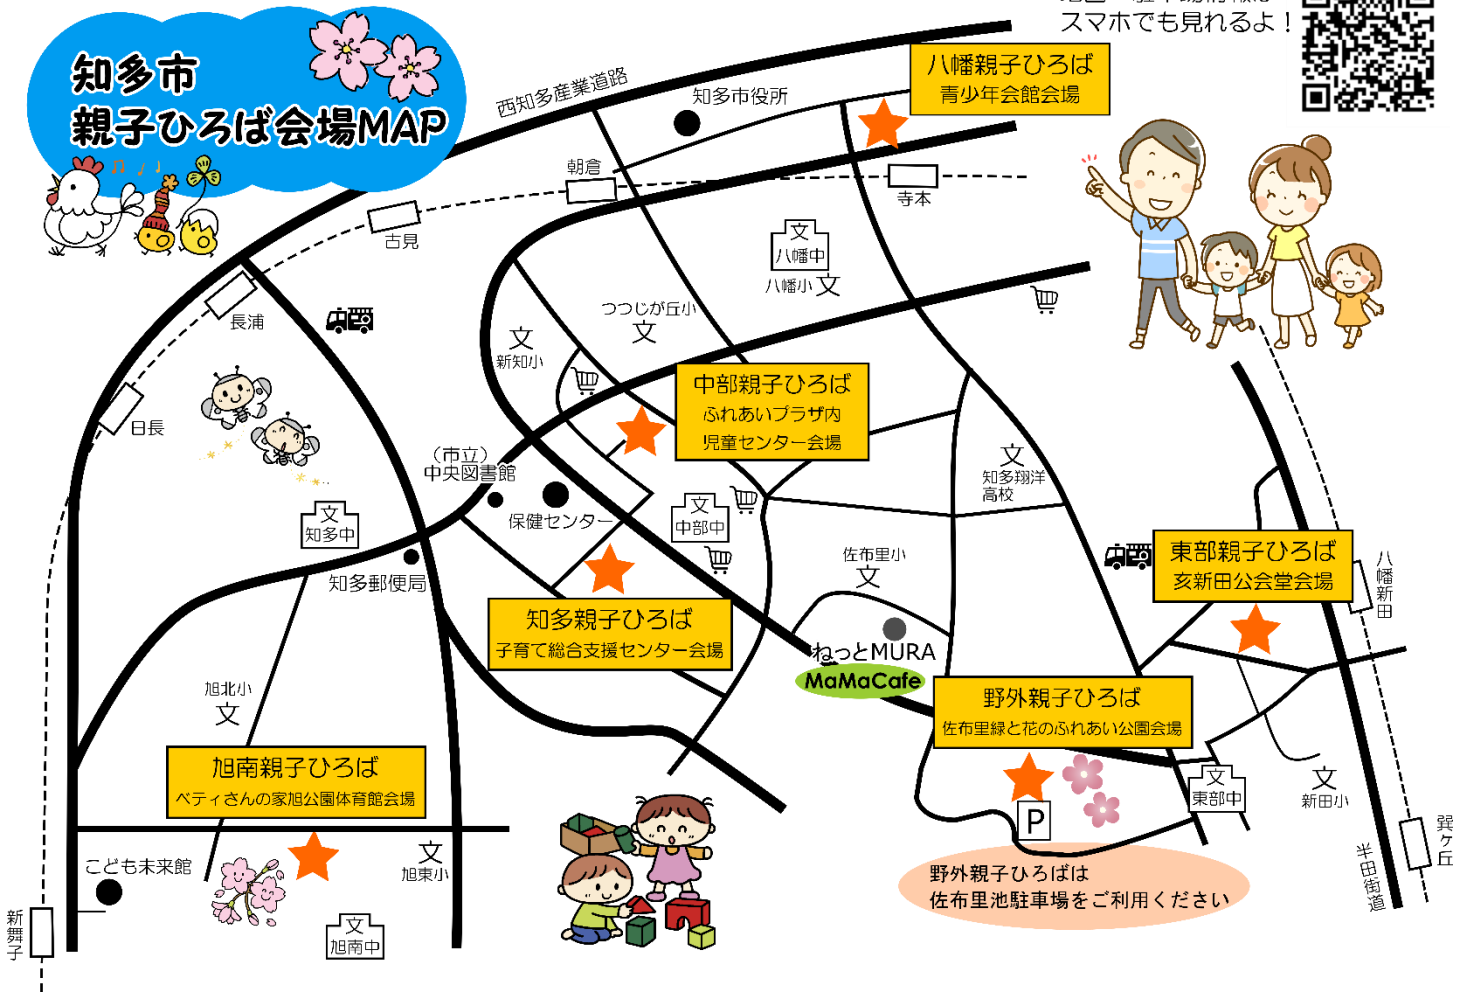 知多市
親子ひろば会場MAP
スマホでも見れるよ！
西知多産業道路
知多市役所
八幡親子ひろば
青少年会館会場
朝倉
寺本
古見
長浦
日長
文
八幡中
八幡小 文
つつじが丘小
文
文
新知小
中部親子ひろば
ふれあいプラザ内
児童センター会場
（市立）
中央図書館
保健センター
文
中部中
文
知多翔洋
高校
文
知多中
知多郵便局
佐布里小
文
東部親子ひろば
亥新田公会堂会場
八幡新田
知多親子ひろば
子育て総合支援センター会場
ねっとMURA
MaMaCafe
旭北小
文
野外親子ひろば
佐布里緑と花のふれあい公園会場
旭南親子ひろば
ベティさんの家旭公園体育館会場
文
東部中
文
新田小
P
巽ヶ丘
半田街道
こども未来館
文
旭東小
野外親子ひろばは
佐布里池駐車場をご利用ください
新舞子
文
旭南中